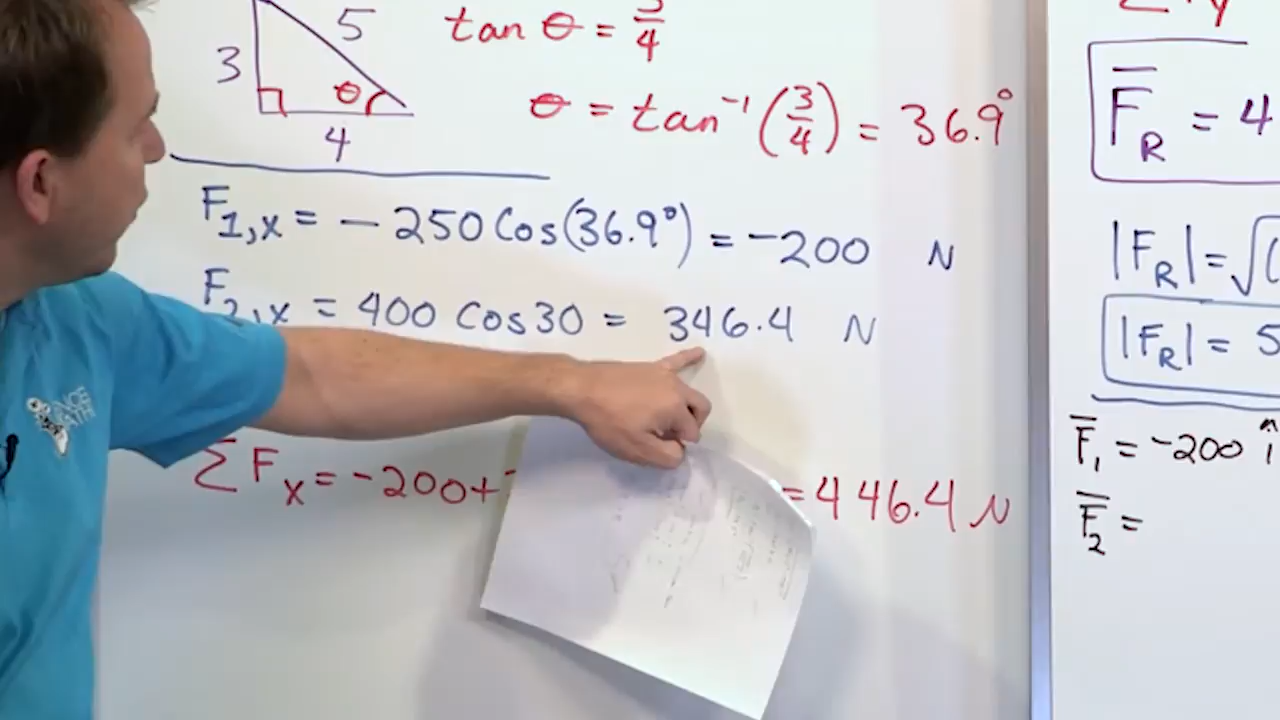 5
tan θ = 3/4
3
θ
θ = tan⁻¹(3/4) = 36.9°
4
F1,x = - 250 Cos(36.9°) = -200 N
F2,x = 400 Cos30 = 346.4 N
ΣFx = -200+
=446.4 N
F̅R = 4
|FR| = √(
|FR| = 5
F̅1 = -200 î
F̅2 =